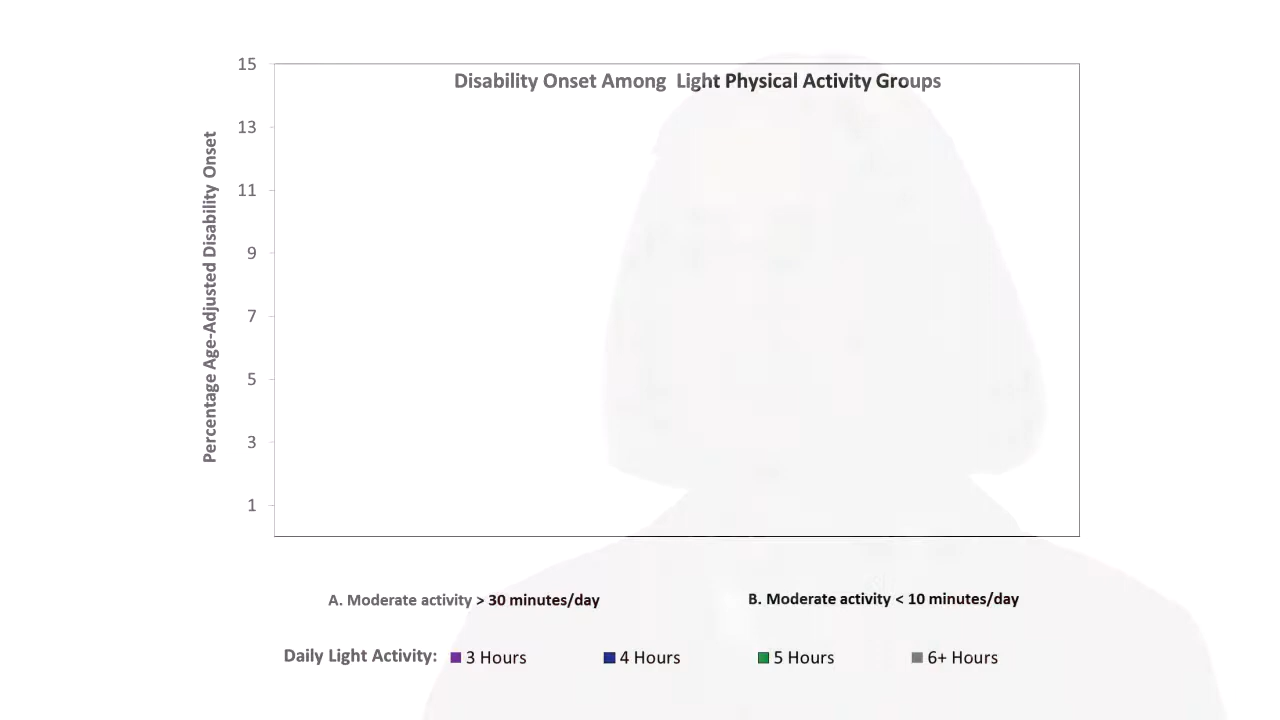 Disability Onset Among Light Physical Activity Groups
Percentage Age-Adjusted Disability Onset
15
13
11
9
7
5
3
1
A. Moderate activity > 30 minutes/day
B. Moderate activity < 10 minutes/day
Daily Light Activity: 3 Hours 4 Hours 5 Hours 6+ Hours